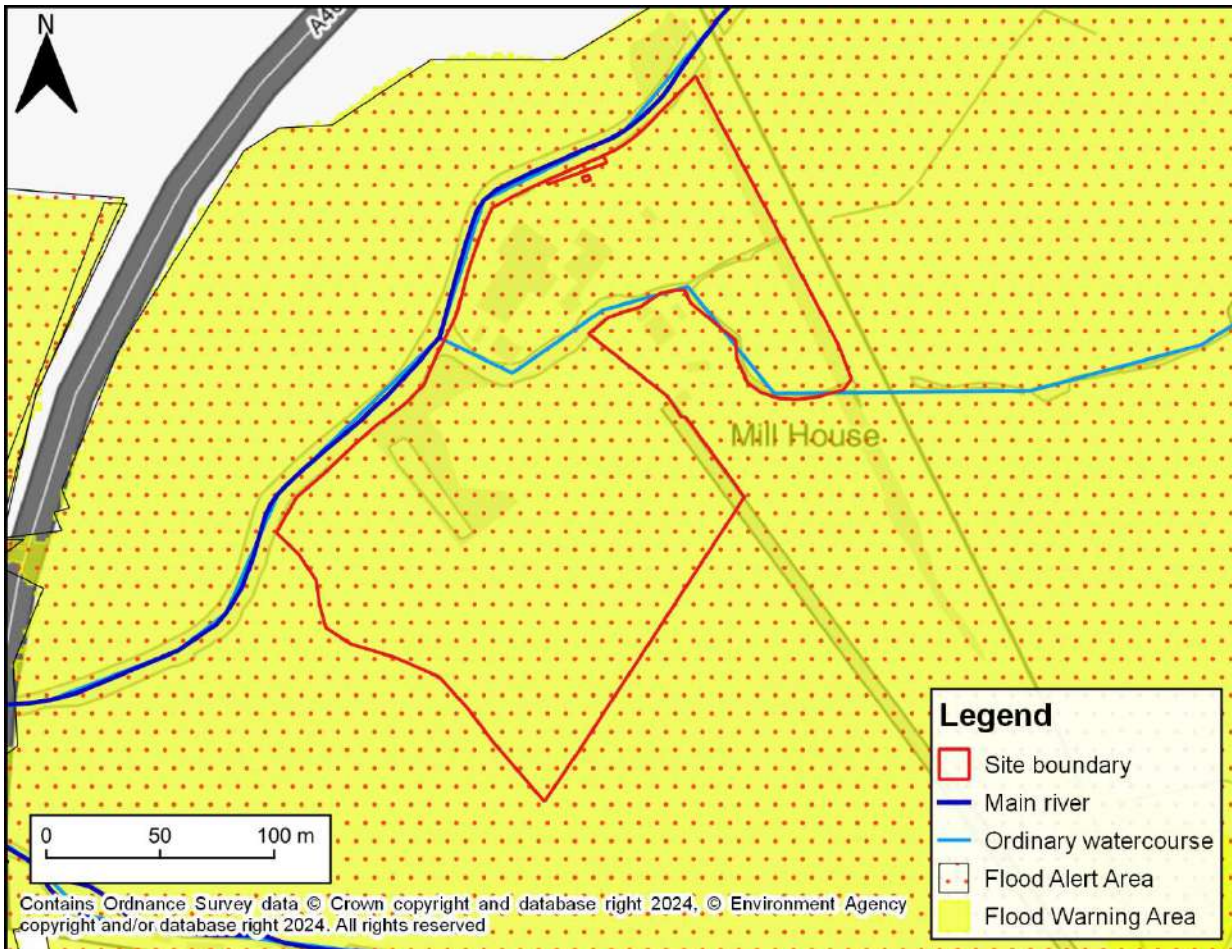 N
Mill House
Legend
Site boundary
Main river
Ordinary watercourse
Flood Alert Area
Flood Warning Area
0 50 100 m
Contains Ordnance Survey data © Crown copyright and database right 2024, © Environment Agency
copyright and/or database right 2024. All rights reserved